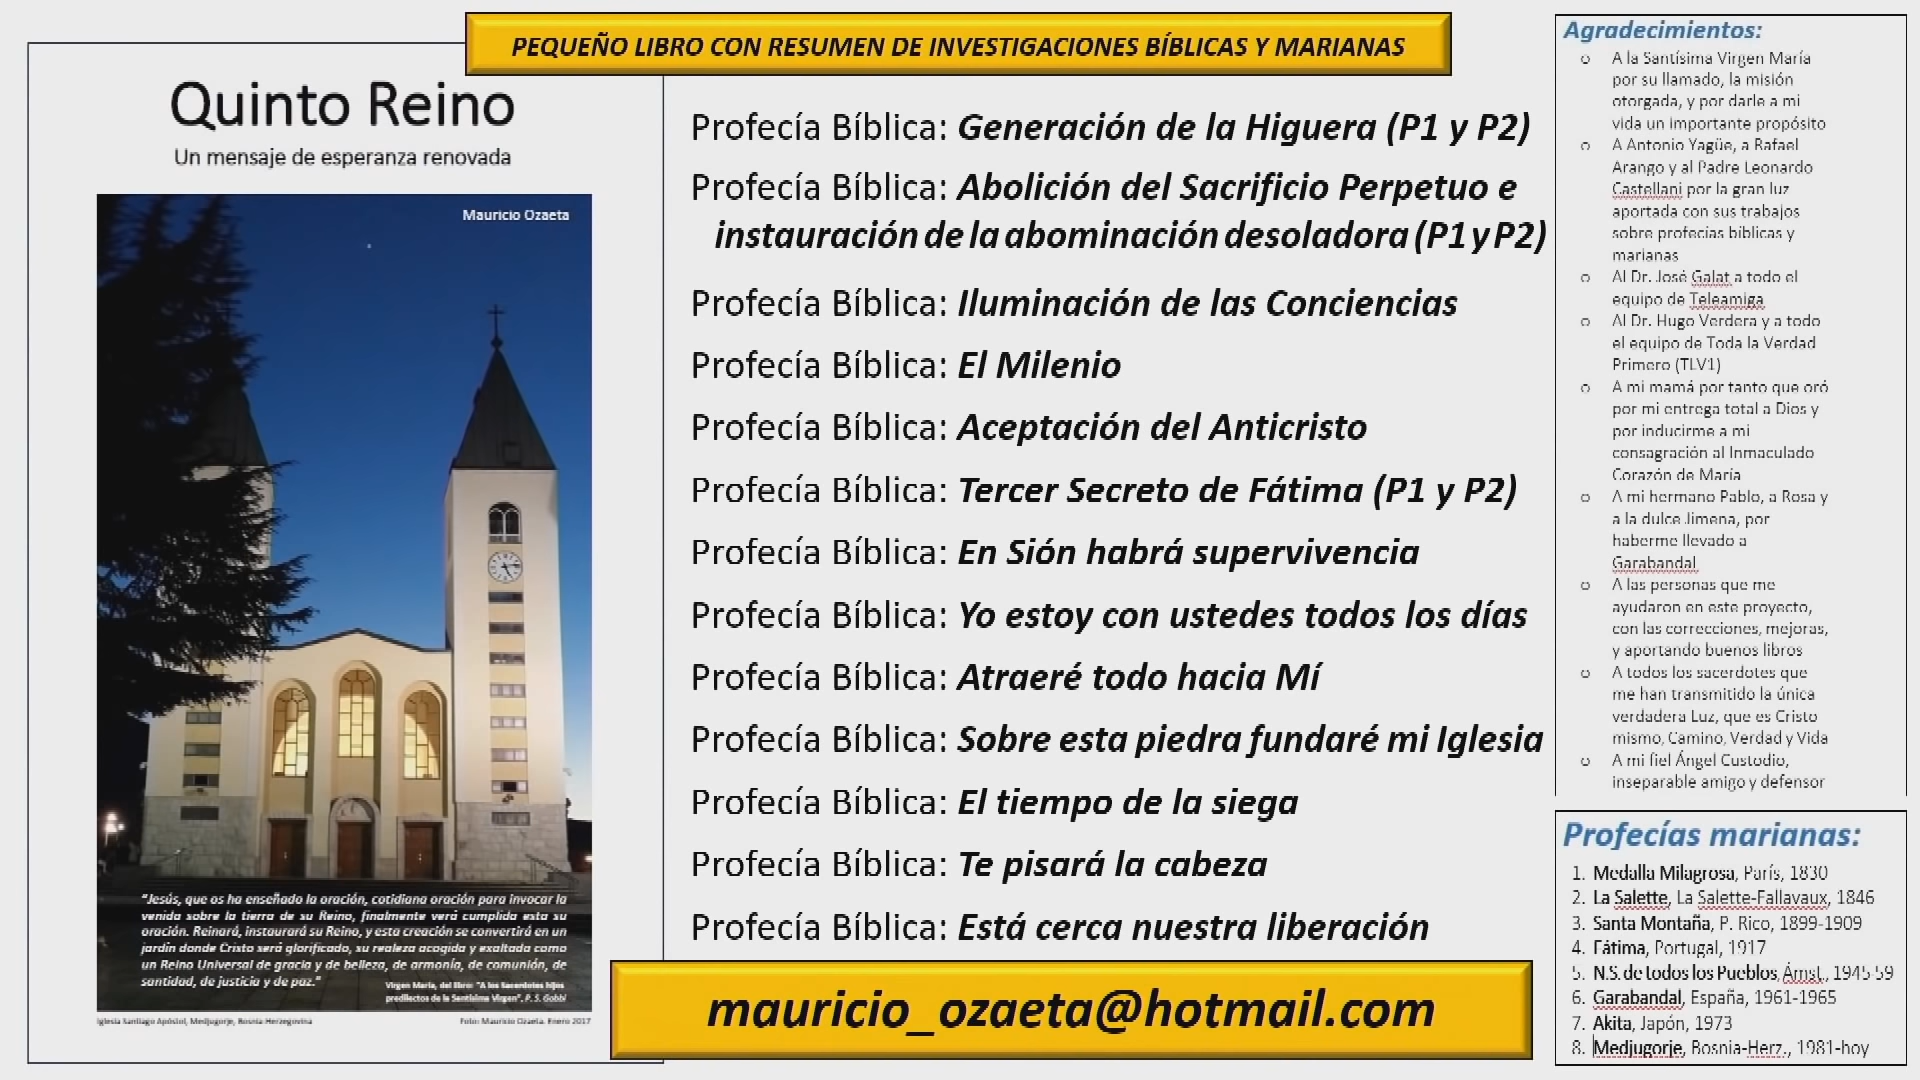 PEQUEÑO LIBRO CON RESUMEN DE INVESTIGACIONES BÍBLICAS Y MARIANAS
Quinto Reino
Un mensaje de esperanza renovada
Mauricio Ozaeta
"Jesús, que os ha enseñado la oración, cotidiana oración para invocar la
venida sobre la tierra de su Reino, finalmente verá cumplida esta su
oración. Reinará, instaurará su Reino, y esta creación se convertirá en un
jardín donde Cristo será glorificado, su realeza acogida y exaltada como
un Reino Universal de gracia y de belleza, de armonía, de comunión, de
santidad, de justicia y de paz."
Virgen María, del libro: "A los Sacerdotes hijos
predilectos de la Santísima Virgen", P. S. Gobbi
Iglesia Santiago Apóstol, Medjugorje, Bosnia-Herzegovina
Foto: Mauricio Ozaeta. Enero 2017
Profecía Bíblica: Generación de la Higuera (P1 y P2)
Profecía Bíblica: Abolición del Sacrificio Perpetuo e
instauración de la abominación desoladora (P1 y P2)
Profecía Bíblica: Iluminación de las Conciencias
Profecía Bíblica: El Milenio
Profecía Bíblica: Aceptación del Anticristo
Profecía Bíblica: Tercer Secreto de Fátima (P1 y P2)
Profecía Bíblica: En Sión habrá supervivencia
Profecía Bíblica: Yo estoy con ustedes todos los días
Profecía Bíblica: Atraeré todo hacia Mí
Profecía Bíblica: Sobre esta piedra fundaré mi Iglesia
Profecía Bíblica: El tiempo de la siega
Profecía Bíblica: Te pisará la cabeza
Profecía Bíblica: Está cerca nuestra liberación
mauricio_ozaeta@hotmail.com
Agradecimientos:
o A la Santísima Virgen María
por su llamado, la misión
otorgada, y por darle a mi
vida un importante propósito
o A Antonio Yagüe, a Rafael
Arango y al Padre Leonardo
Castellani por la gran luz
aportada con sus trabajos
sobre profecías bíblicas y
marianas
o Al Dr. José Galat a todo el
equipo de Teleamiga
o Al Dr. Hugo Verdera y a todo
el equipo de Toda la Verdad
Primero (TLV1)
o A mi mamá por tanto que oró
por mi entrega total a Dios y
por inducirme a mi
consagración al Inmaculado
Corazón de María
o A mi hermano Pablo, a Rosa y
a la dulce Jimena, por
haberme llevado a
Garabandal
o A las personas que me
ayudaron en este proyecto,
con las correcciones, mejoras,
y aportando buenos libros
o A todos los sacerdotes que
me han transmitido la única
verdadera Luz, que es Cristo
mismo, Camino, Verdad y Vida
o A mi fiel Ángel Custodio,
inseparable amigo y defensor
Profecías marianas:
1. Medalla Milagrosa, París, 1830
2. La Salette, La Salette-Fallavaux, 1846
3. Santa Montaña, P. Rico, 1899-1909
4. Fátima, Portugal, 1917
5. N.S. de todos los Pueblos, Ámst., 1945-59
6. Garabandal, España, 1961-1965
7. Akita, Japón, 1973
8. Medjugorje, Bosnia-Herz., 1981-hoy